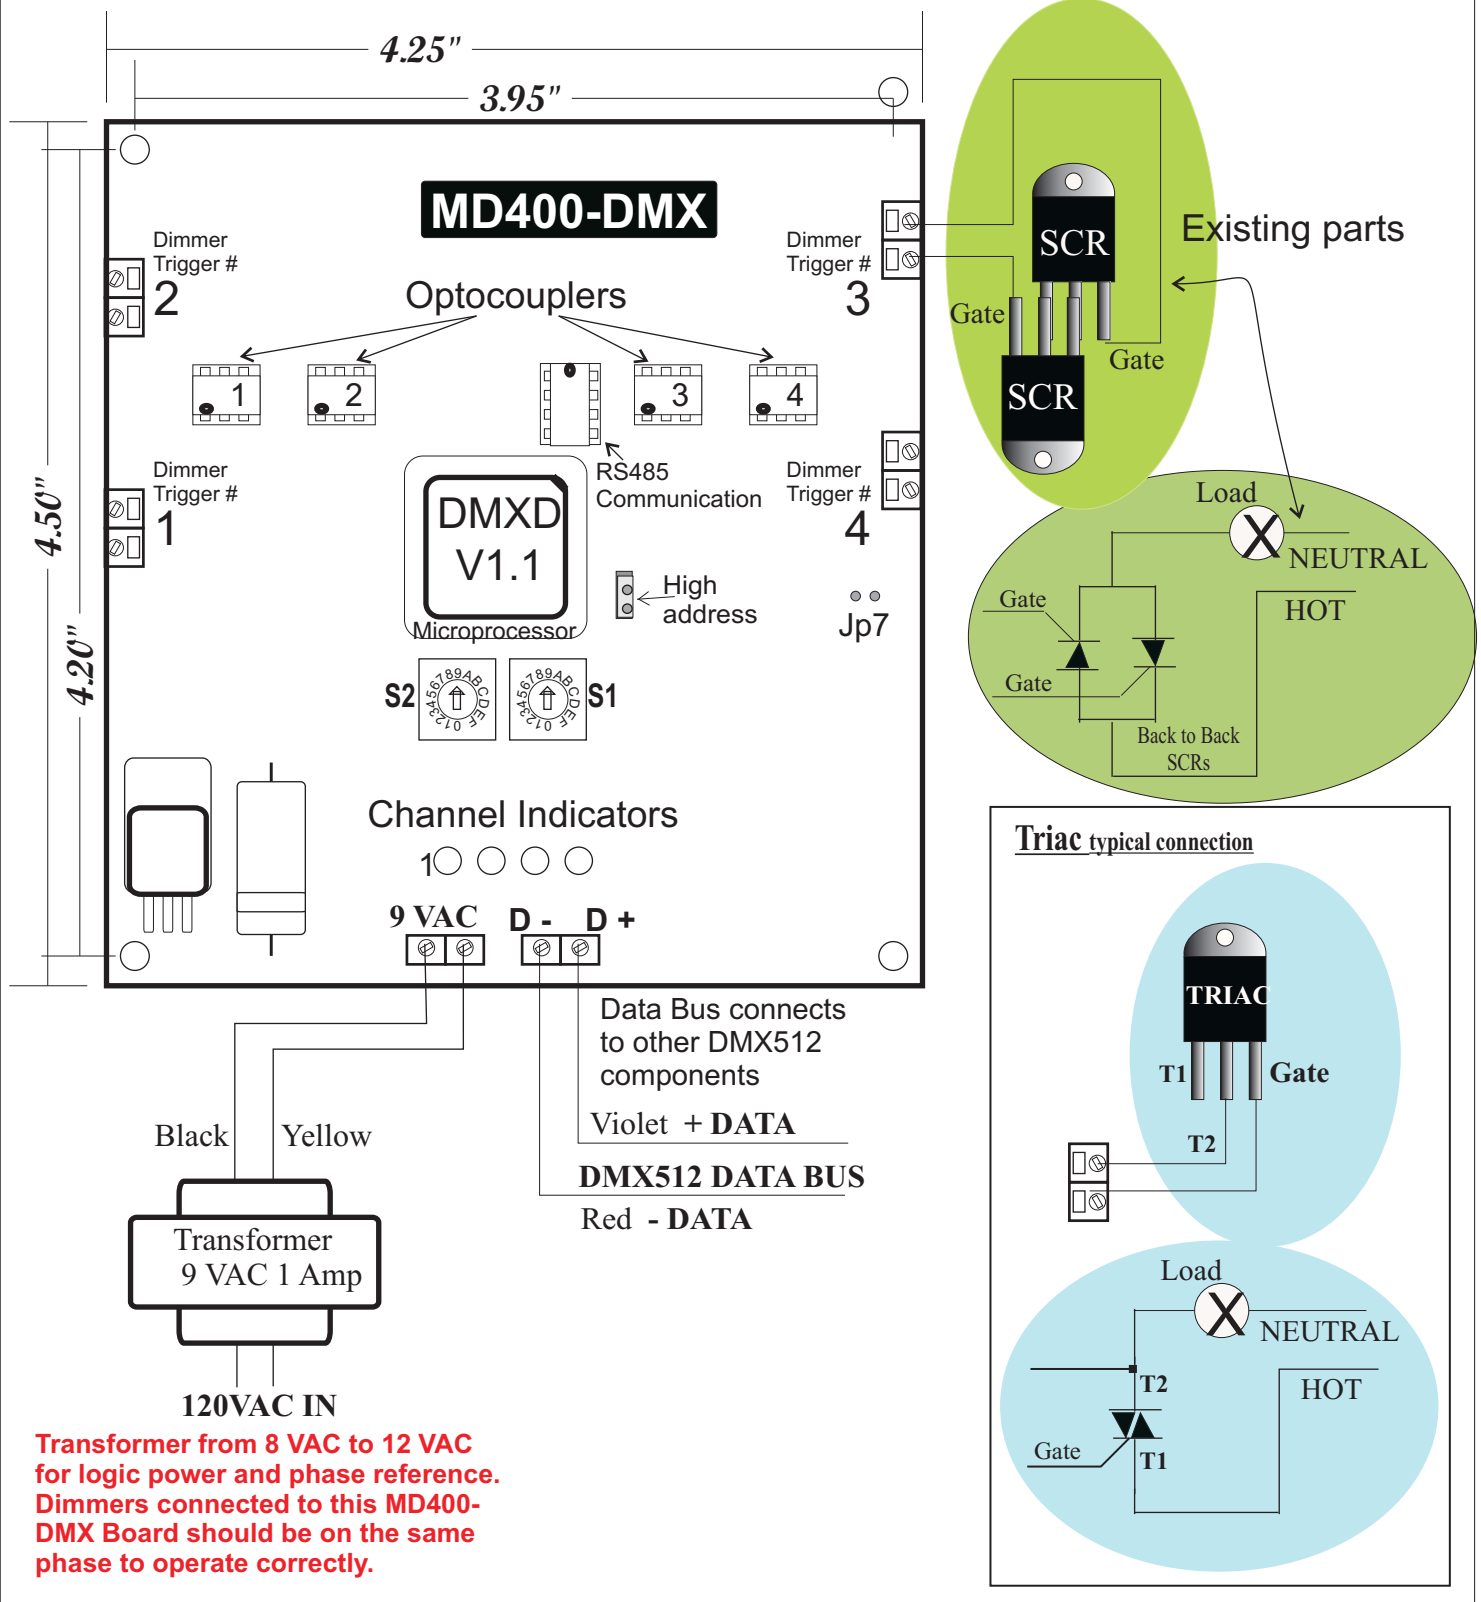 4.25"
3.95"
MD400-DMX
Dimmer
Trigger #
2
Dimmer
Trigger #
3
Optocouplers
1
2
3
4
SCR
Existing parts
Gate
Gate
SCR
4.50"
4.20"
Dimmer
Trigger #
1
RS485
Communication
Dimmer
Trigger #
4
DMXD
V1.1
Microprocessor
High
address
Jp7
S2
0123456789ABCDEF
0123456789ABCDEF
S1
Load
X
NEUTRAL
HOT
Gate
Gate
Back to Back
SCRs
Channel Indicators
1
9 VAC
D -
D +
Triac typical connection
TRIAC
T1
Gate
T2
Data Bus connects
to other DMX512
components
Violet + DATA
DMX512 DATA BUS
Red - DATA
Black
Yellow
Transformer
9 VAC 1 Amp
120VAC IN
Load
X
NEUTRAL
HOT
T2
Gate
T1
Transformer from 8 VAC to 12 VAC
for logic power and phase reference.
Dimmers connected to this MD400-
DMX Board should be on the same
phase to operate correctly.